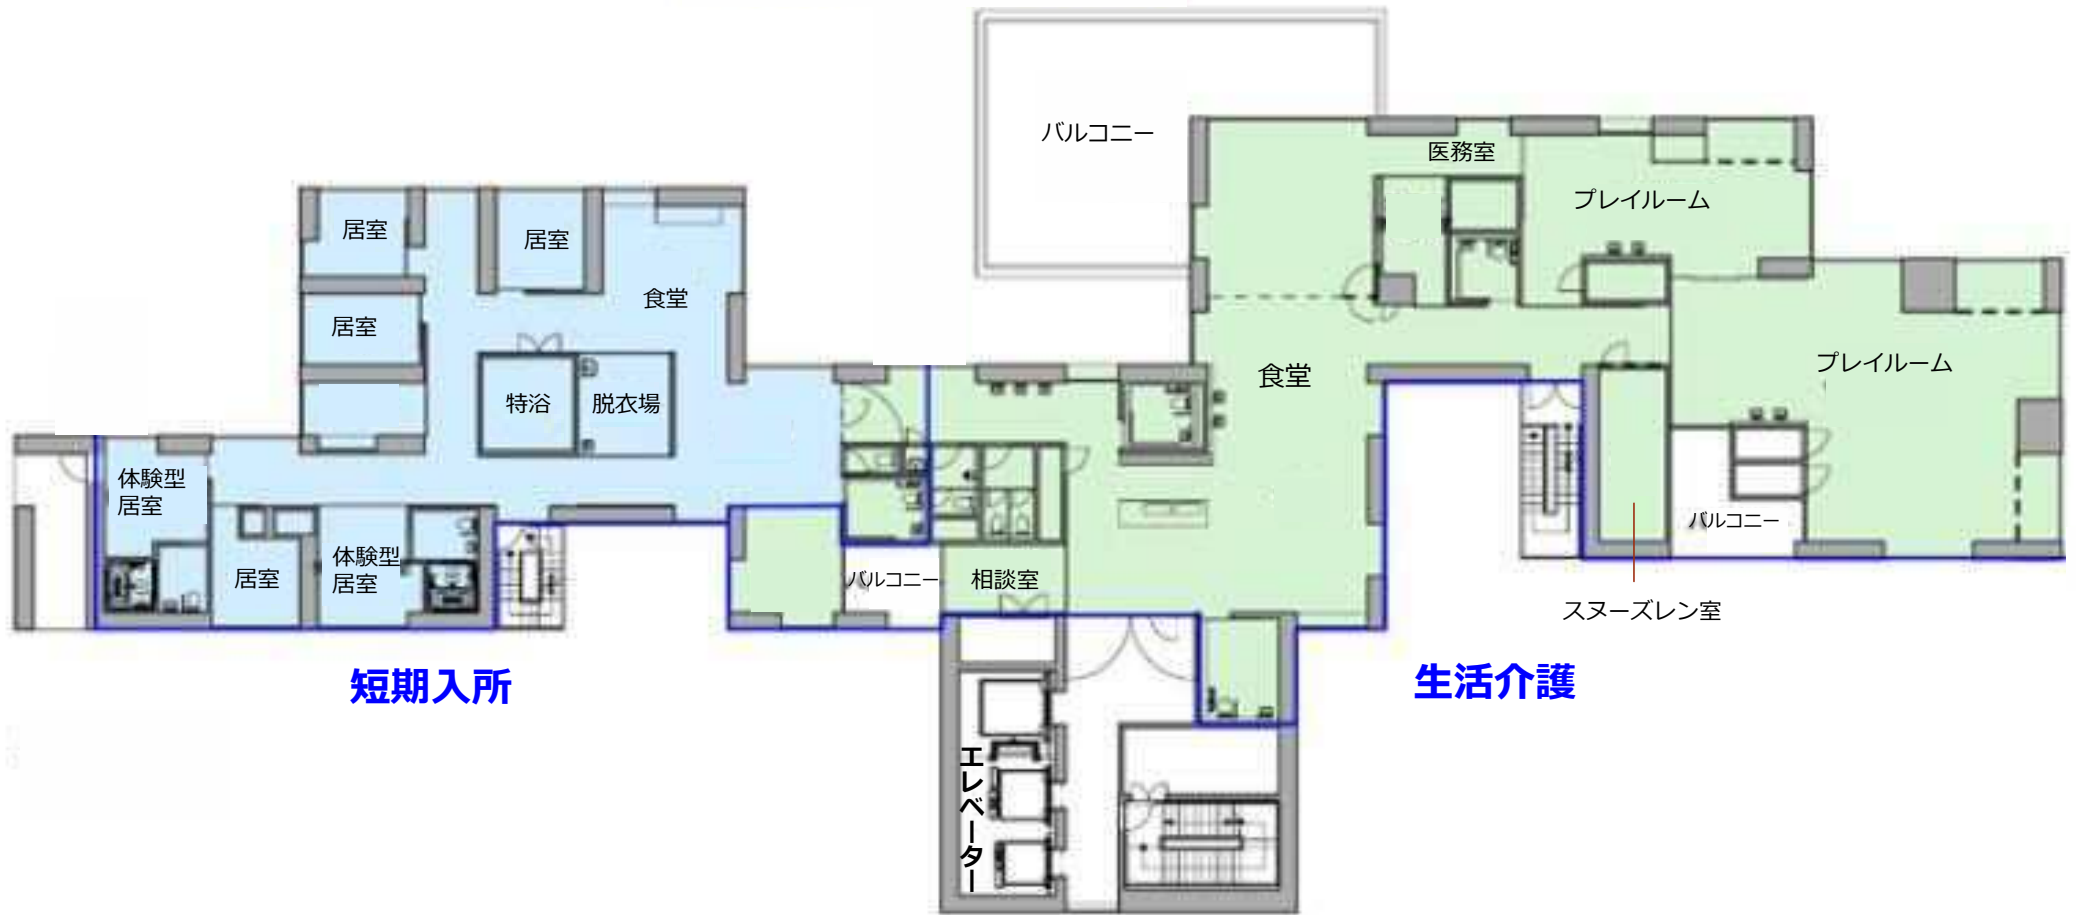 バルコニー
医務室
プレイルーム
居室
居室
食堂
居室
プレイルーム
食堂
特浴
脱衣場
体験型
居室
バルコニー
体験型
居室
居室
バルコニー
相談室
スヌーズレン室
短期入所
生活介護
エレベーター